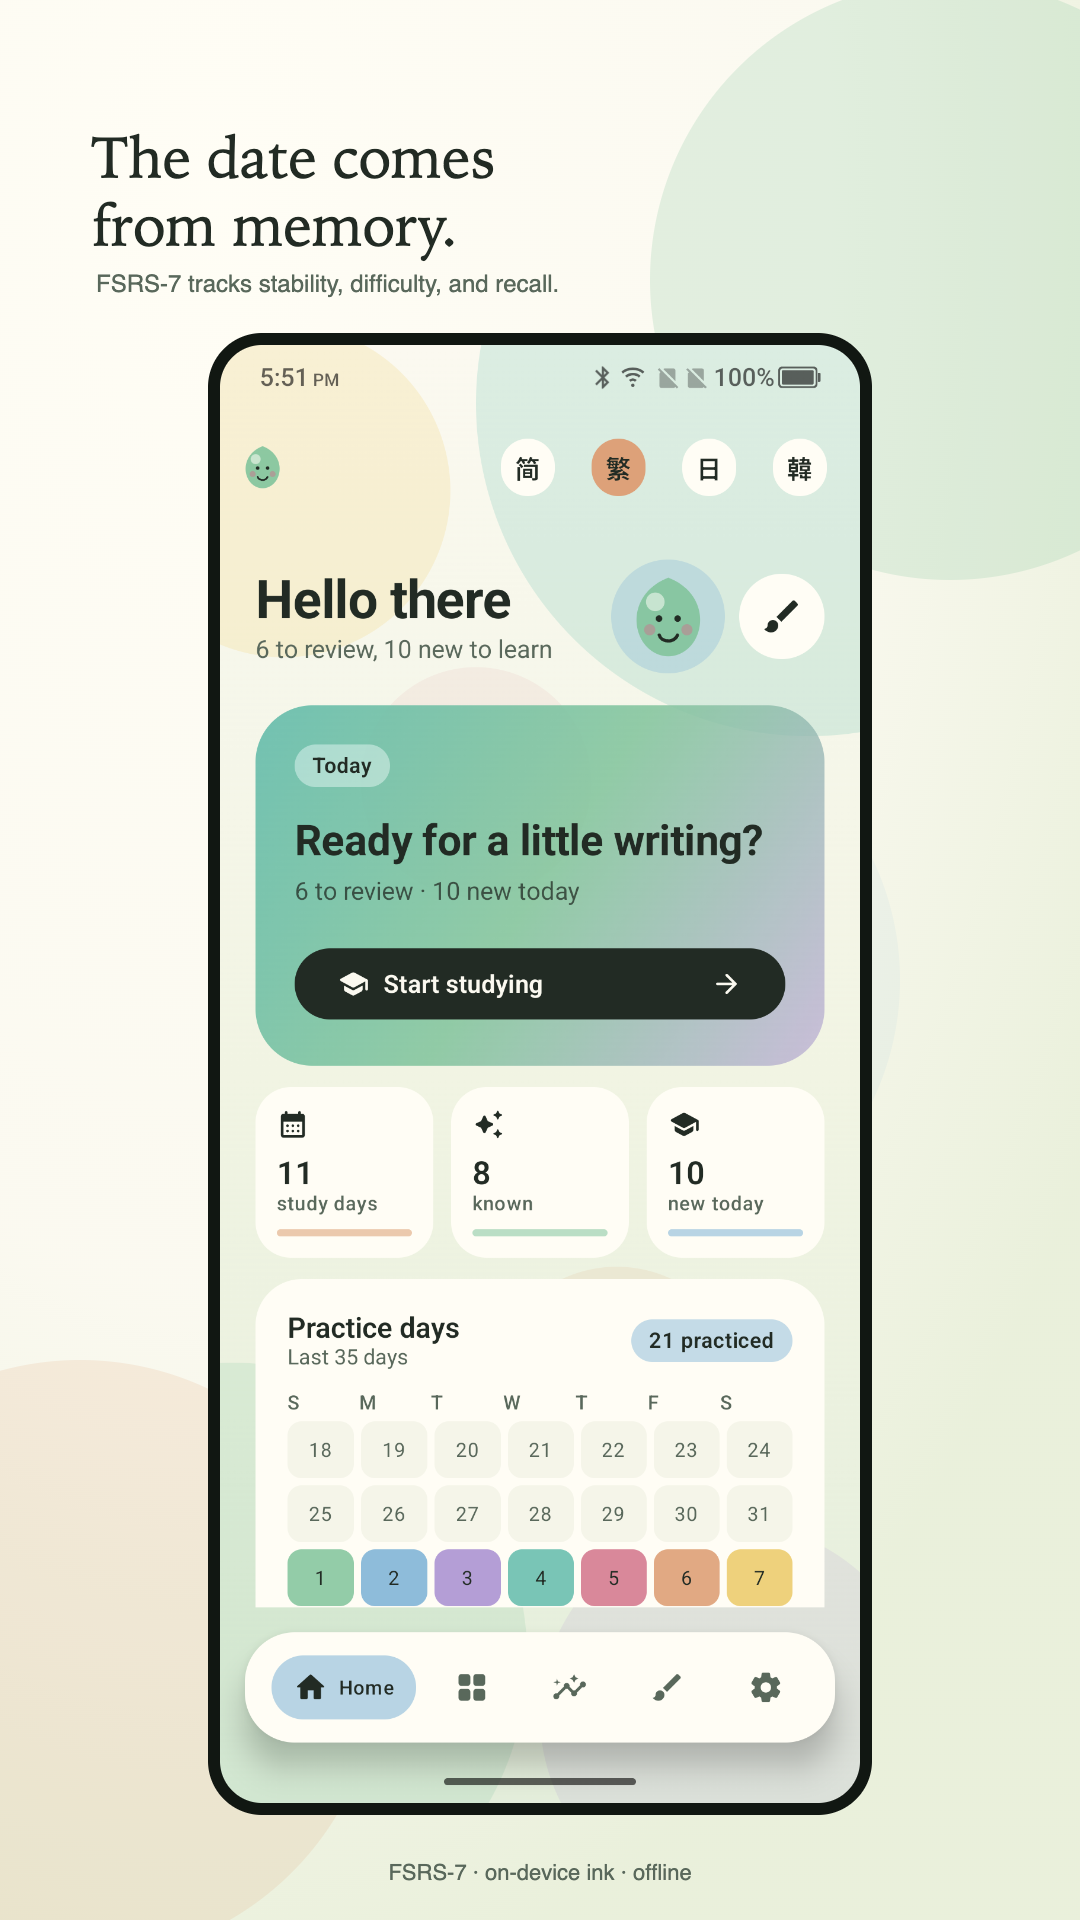 The date comes
from memory.
FSRS-7 tracks stability, difficulty, and recall.
5:51 PM 100%
简 繁 日 韓
Hello there
6 to review, 10 new to learn
Today
Ready for a little writing?
6 to review · 10 new today
Start studying
11 8 10
study days known new today
Practice days
21 practiced
Last 35 days
S M T W T F S
18 19 20 21 22 23 24
25 26 27 28 29 30 31
1 2 3 4 5 6 7
Home
FSRS-7 · on-device ink · offline